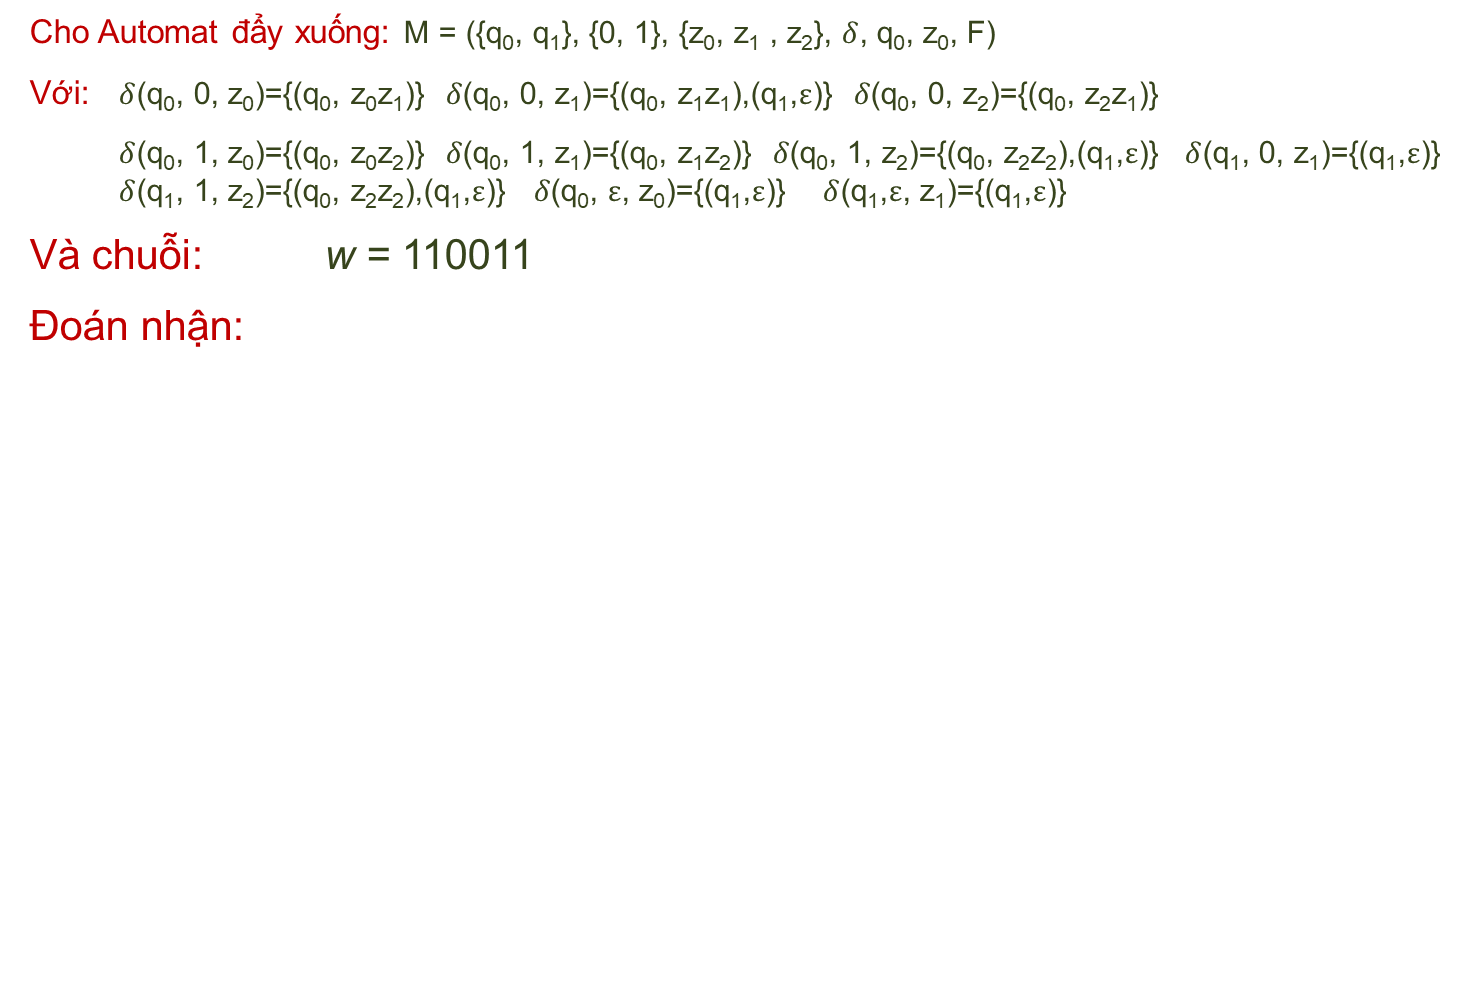 Cho Automat đẩy xuống: M = ({q₀, q₁}, {0, 1}, {z₀, z₁ , z₂}, 𝛿, q₀, z₀, F)
Với: 𝛿(q₀, 0, z₀)={(q₀, z₀z₁)} 𝛿(q₀, 0, z₁)={(q₀, z₁z₁),(q₁,ε)} 𝛿(q₀, 0, z₂)={(q₀, z₂z₁)}
𝛿(q₀, 1, z₀)={(q₀, z₀z₂)} 𝛿(q₀, 1, z₁)={(q₀, z₁z₂)} 𝛿(q₀, 1, z₂)={(q₀, z₂z₂),(q₁,ε)} 𝛿(q₁, 0, z₁)={(q₁,ε)}
𝛿(q₁, 1, z₂)={(q₀, z₂z₂),(q₁,ε)} 𝛿(q₀, ε, z₀)={(q₁,ε)} 𝛿(q₁,ε, z₁)={(q₁,ε)}
Và chuỗi: w = 110011
Đoán nhận: